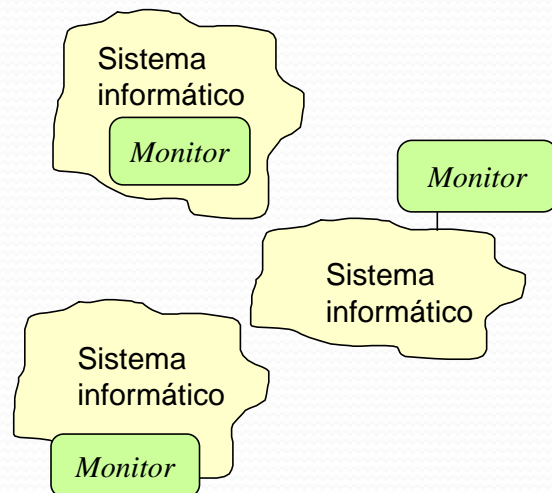 Sistema
informático
Monitor
Monitor
Sistema
informático
Sistema
informático
Monitor